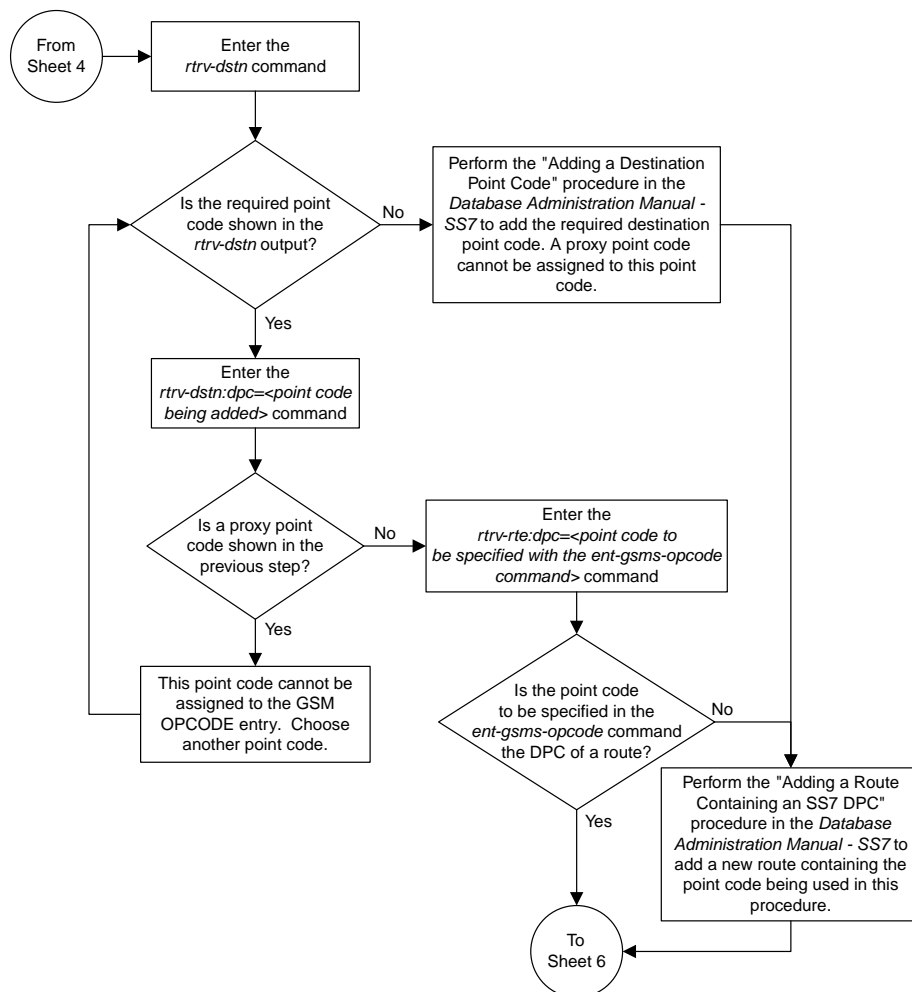 From
Sheet 4
Enter the
rtrv-dstn command
Is the required point
code shown in the
rtrv-dstn output?
No
Perform the "Adding a Destination
Point Code" procedure in the
Database Administration Manual -
SS7 to add the required destination
point code. A proxy point code
cannot be assigned to this point
code.
Yes
Enter the
rtrv-dstn:dpc=<point code
being added> command
Is a proxy point
code shown in the
previous step?
No
Enter the
rtrv-rte:dpc=<point code to
be specified with the ent-gsms-opcode
command> command
Yes
This point code cannot be
assigned to the GSM
OPCODE entry.  Choose
another point code.
Is the point code
to be specified in the
ent-gsms-opcode command
the DPC of a route?
No
Yes
Perform the "Adding a Route
Containing an SS7 DPC"
procedure in the Database
Administration Manual - SS7 to
add a new route containing the
point code being used in this
procedure.
To
Sheet 6